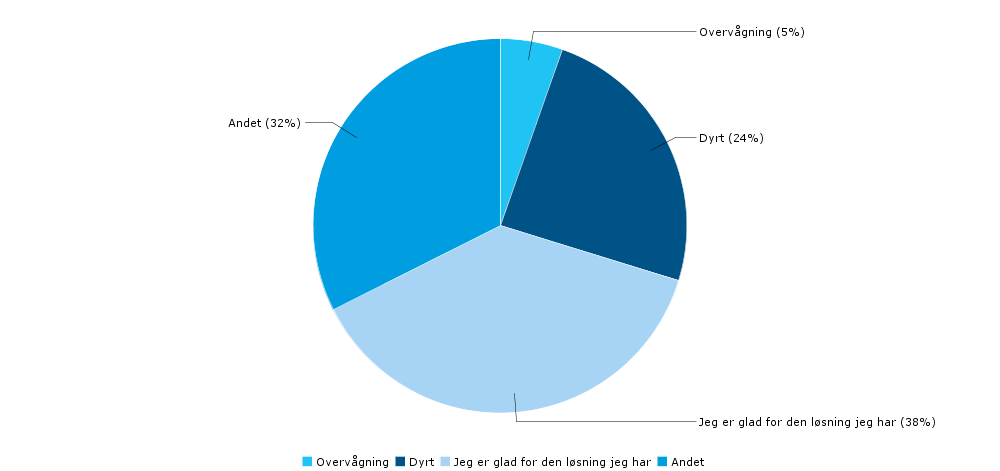 Overvågning (5%)
Andet (32%)
Dyrt (24%)
Jeg er glad for den løsning jeg har (38%)
Overvågning Dyrt Jeg er glad for den løsning jeg har Andet